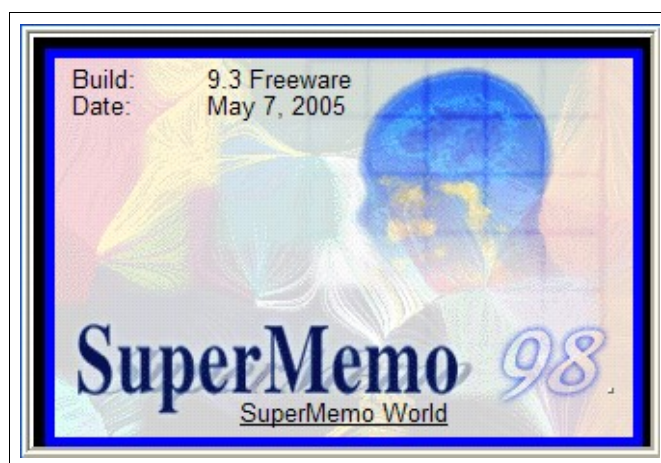 Build: 9.3 Freeware
Date: May 7, 2005
SuperMemo 98
SuperMemo World